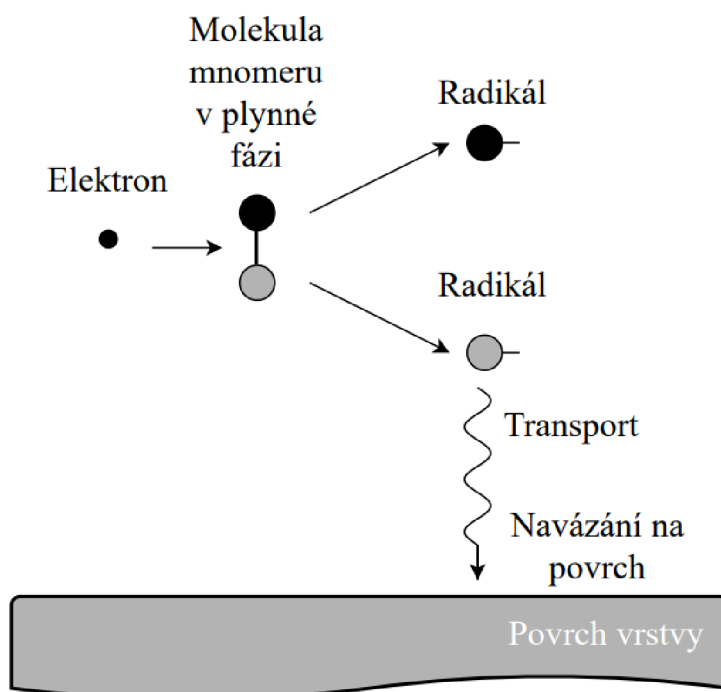 Molekula
mnomeru
v plynné
fázi
Elektron
Radikál
Radikál
Transport
Navázání na
povrch
Povrch vrstvy